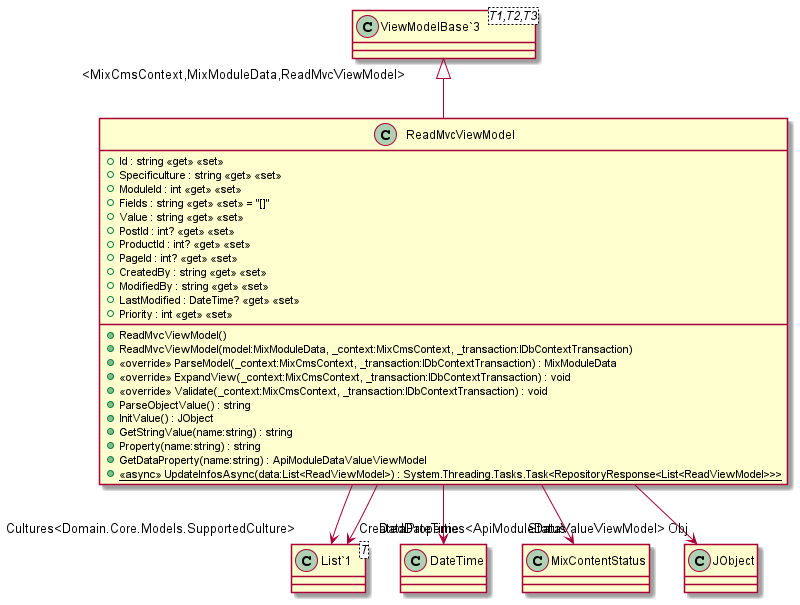 T1,T2,T3
C ViewModelBase`3
<MixCmsContext,MixModuleData,ReadMvcViewModel>
C ReadMvcViewModel
Id : string «get» «set»
Specificulture : string «get» «set»
ModuleId : int «get» «set»
Fields : string «get» «set» = "[]"
Value : string «get» «set»
PostId : int? «get» «set»
ProductId : int? «get» «set»
PageId : int? «get» «set»
CreatedBy : string «get» «set»
ModifiedBy : string «get» «set»
LastModified : DateTime? «get» «set»
Priority : int «get» «set»
ReadMvcViewModel()
ReadMvcViewModel(model:MixModuleData, _context:MixCmsContext, _transaction:IDbContextTransaction)
«override» ParseModel(_context:MixCmsContext, _transaction:IDbContextTransaction) : MixModuleData
«override» ExpandView(_context:MixCmsContext, _transaction:IDbContextTransaction) : void
«override» Validate(_context:MixCmsContext, _transaction:IDbContextTransaction) : void
ParseObjectValue() : string
InitValue() : JObject
GetStringValue(name:string) : string
Property(name:string) : string
GetDataProperty(name:string) : ApiModuleDataValueViewModel
«async» UpdateInfosAsync(data:List<ReadViewModel>) : System.Threading.Tasks.Task<RepositoryResponse<List<ReadViewModel>>>
Cultures<Domain.Core.Models.SupportedCulture>
CreatedDateTime
DataProperties<ApiModuleDataValueViewModel>
Status
Obj
T
C List`1
C DateTime
C MixContentStatus
C JObject